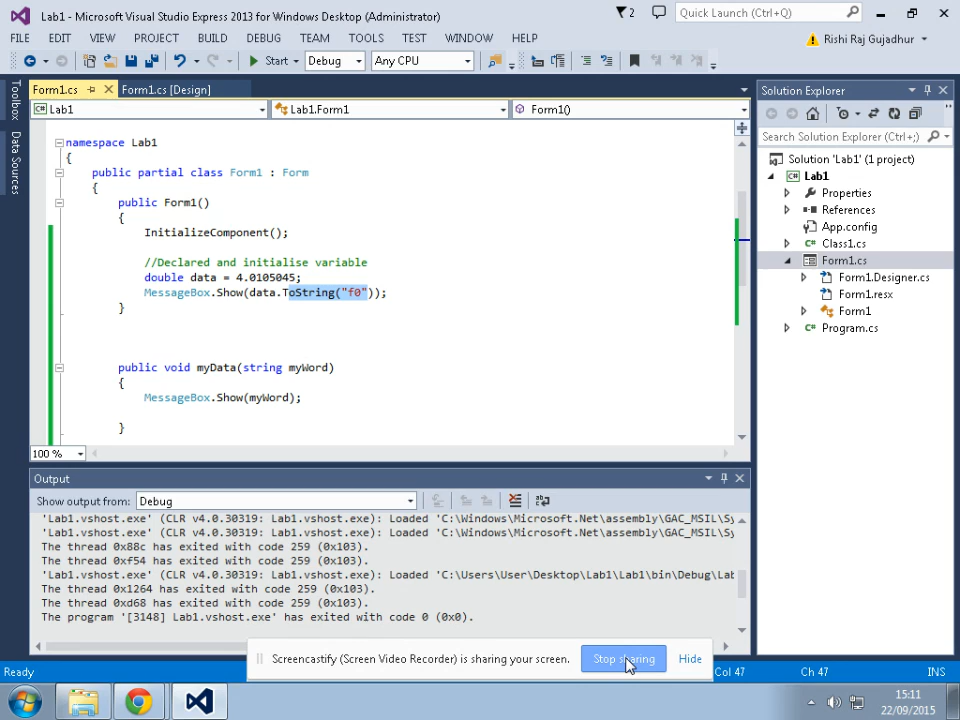 Lab1 - Microsoft Visual Studio Express 2013 for Windows Desktop (Administrator)
2
Quick Launch (Ctrl+Q)
FILE EDIT VIEW PROJECT BUILD DEBUG TEAM TOOLS TEST WINDOW HELP
Rishi Raj Gujadhur
Start Debug Any CPU
Toolbox
Data Sources
Form1.cs Form1.cs [Design]
Lab1 Lab1.Form1 Form1()
namespace Lab1
{
public partial class Form1 : Form
{
public Form1()
{
InitializeComponent();
//Declared and initialise variable
double data = 4.0105045;
MessageBox.Show(data.ToString("f0"));
}
public void myData(string myWord)
{
MessageBox.Show(myWord);
}
100 %
Solution Explorer
Search Solution Explorer (Ctrl+;)
Solution 'Lab1' (1 project)
Lab1
Properties
References
App.config
Class1.cs
Form1.cs
Form1.Designer.cs
Form1.resx
Form1
Program.cs
Output
Show output from: Debug
'Lab1.vshost.exe' (CLR v4.0.30319: Lab1.vshost.exe): Loaded 'C:\Windows\Microsoft.Net\assembly\GAC_MSIL\Sy
'Lab1.vshost.exe' (CLR v4.0.30319: Lab1.vshost.exe): Loaded 'C:\Windows\Microsoft.Net\assembly\GAC_MSIL\Sy
The thread 0x88c has exited with code 259 (0x103).
The thread 0xf54 has exited with code 259 (0x103).
'Lab1.vshost.exe' (CLR v4.0.30319: Lab1.vshost.exe): Loaded 'C:\Users\User\Desktop\Lab1\Lab1\bin\Debug\Lab
The thread 0x1264 has exited with code 259 (0x103).
The thread 0xd68 has exited with code 259 (0x103).
The program '[3148] Lab1.vshost.exe' has exited with code 0 (0x0).
Screencastify (Screen Video Recorder) is sharing your screen. Stop sharing Hide
Ready Col 47 Ch 47 INS
15:11
22/09/2015